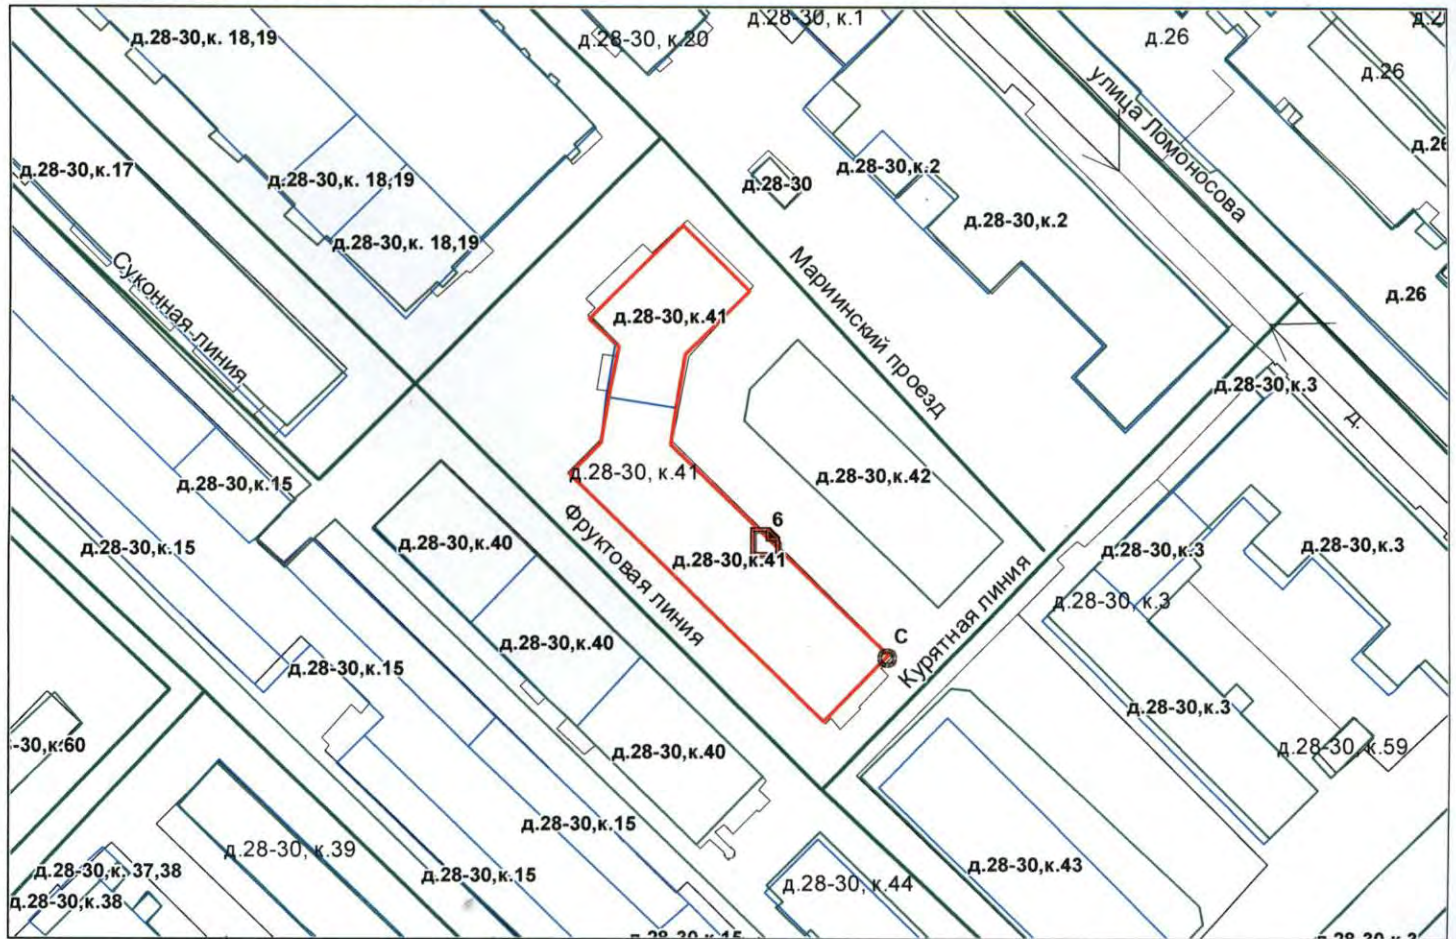 д.28-30, к.1
д.28-30,к. 18,19
д.28-30, к.20
д.26
д.26
улица Ломоносова
д.28-30,к.17
д.28-30,к. 18,19
д.28-30
д.28-30,к.2
д.28-30,к.2
д.28-30,к. 18,19
Суконная линия
Мариинский проезд
д.26
д.28-30,к.41
д.28-30,к.3
д.
д.28-30, к.41
д.28-30,к.42
д.28-30,к.15
6
Фруктовая линия
д.28-30,к.15
д.28-30,к.40
д.28-30,к.41
д.28-30,к.3
д.28-30,к.3
Курятная линия
д.28-30, к.3
С
д.28-30,к.40
д.28-30,к.15
д.28-30,к.3
-30,к.60
д.28-30,к.40
д.28-30, к.59
д.28-30,к.15
д.28-30, к.39
д.28-30,к. 37,38
д.28-30,к.15
д.28-30,к.43
д.28-30, к.44
д.28-30,к.38
д.28-30,к.15